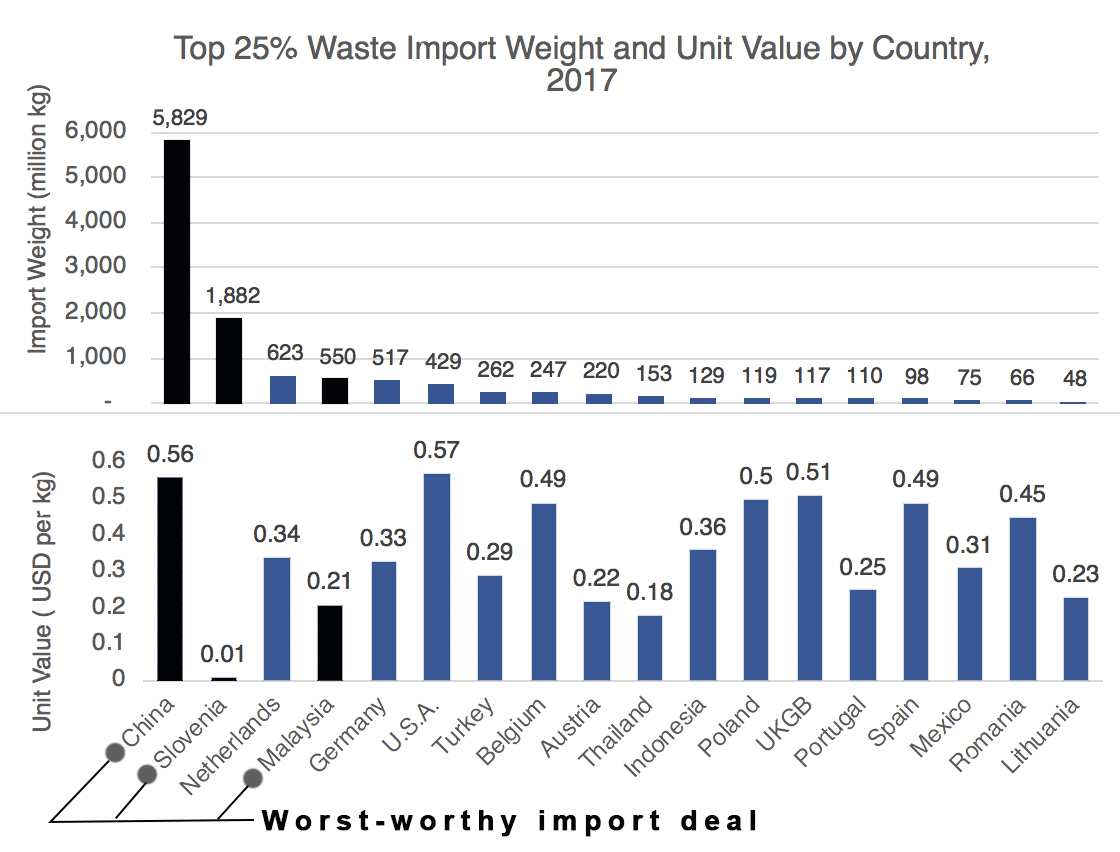 Top 25% Waste Import Weight and Unit Value by Country,
2017
Import Weight (million kg)
6,000
5,000
4,000
3,000
2,000
1,000
-
5,829
1,882
623
550
517
429
262
247
220
153
129
119
117
110
98
75
66
48
Unit Value ( USD per kg)
0.6
0.5
0.4
0.3
0.2
0.1
0
0.56
0.01
0.34
0.21
0.33
0.57
0.29
0.49
0.22
0.18
0.36
0.5
0.51
0.25
0.49
0.31
0.45
0.23
China
Slovenia
Netherlands
Malaysia
Germany
U.S.A.
Turkey
Belgium
Austria
Thailand
Indonesia
Poland
UKGB
Portugal
Spain
Mexico
Romania
Lithuania
Worst-worthy import deal